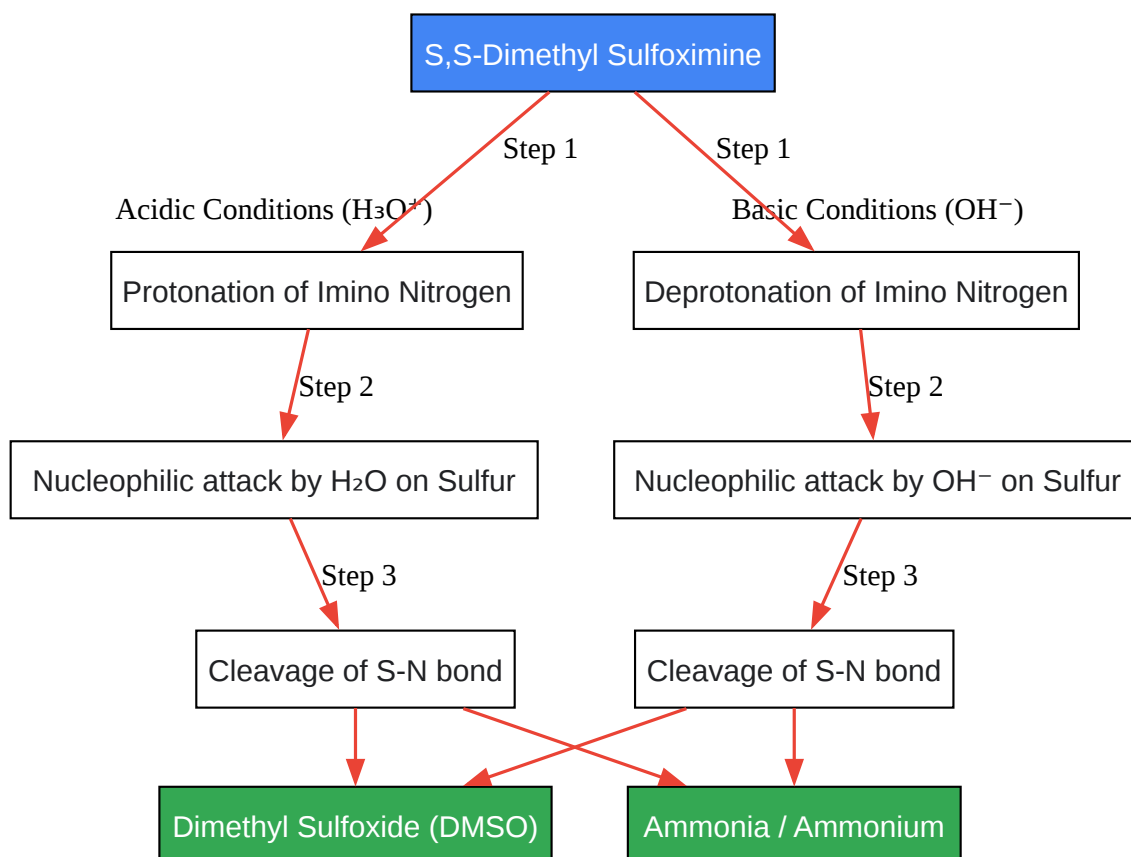 S,S-Dimethyl Sulfoximine
Step 1
Step 1
Acidic Conditions (H₃O⁺)
Basic Conditions (OH⁻)
Protonation of Imino Nitrogen
Deprotonation of Imino Nitrogen
Step 2
Step 2
Nucleophilic attack by H₂O on Sulfur
Nucleophilic attack by OH⁻ on Sulfur
Step 3
Step 3
Cleavage of S-N bond
Cleavage of S-N bond
Dimethyl Sulfoxide (DMSO)
Ammonia / Ammonium